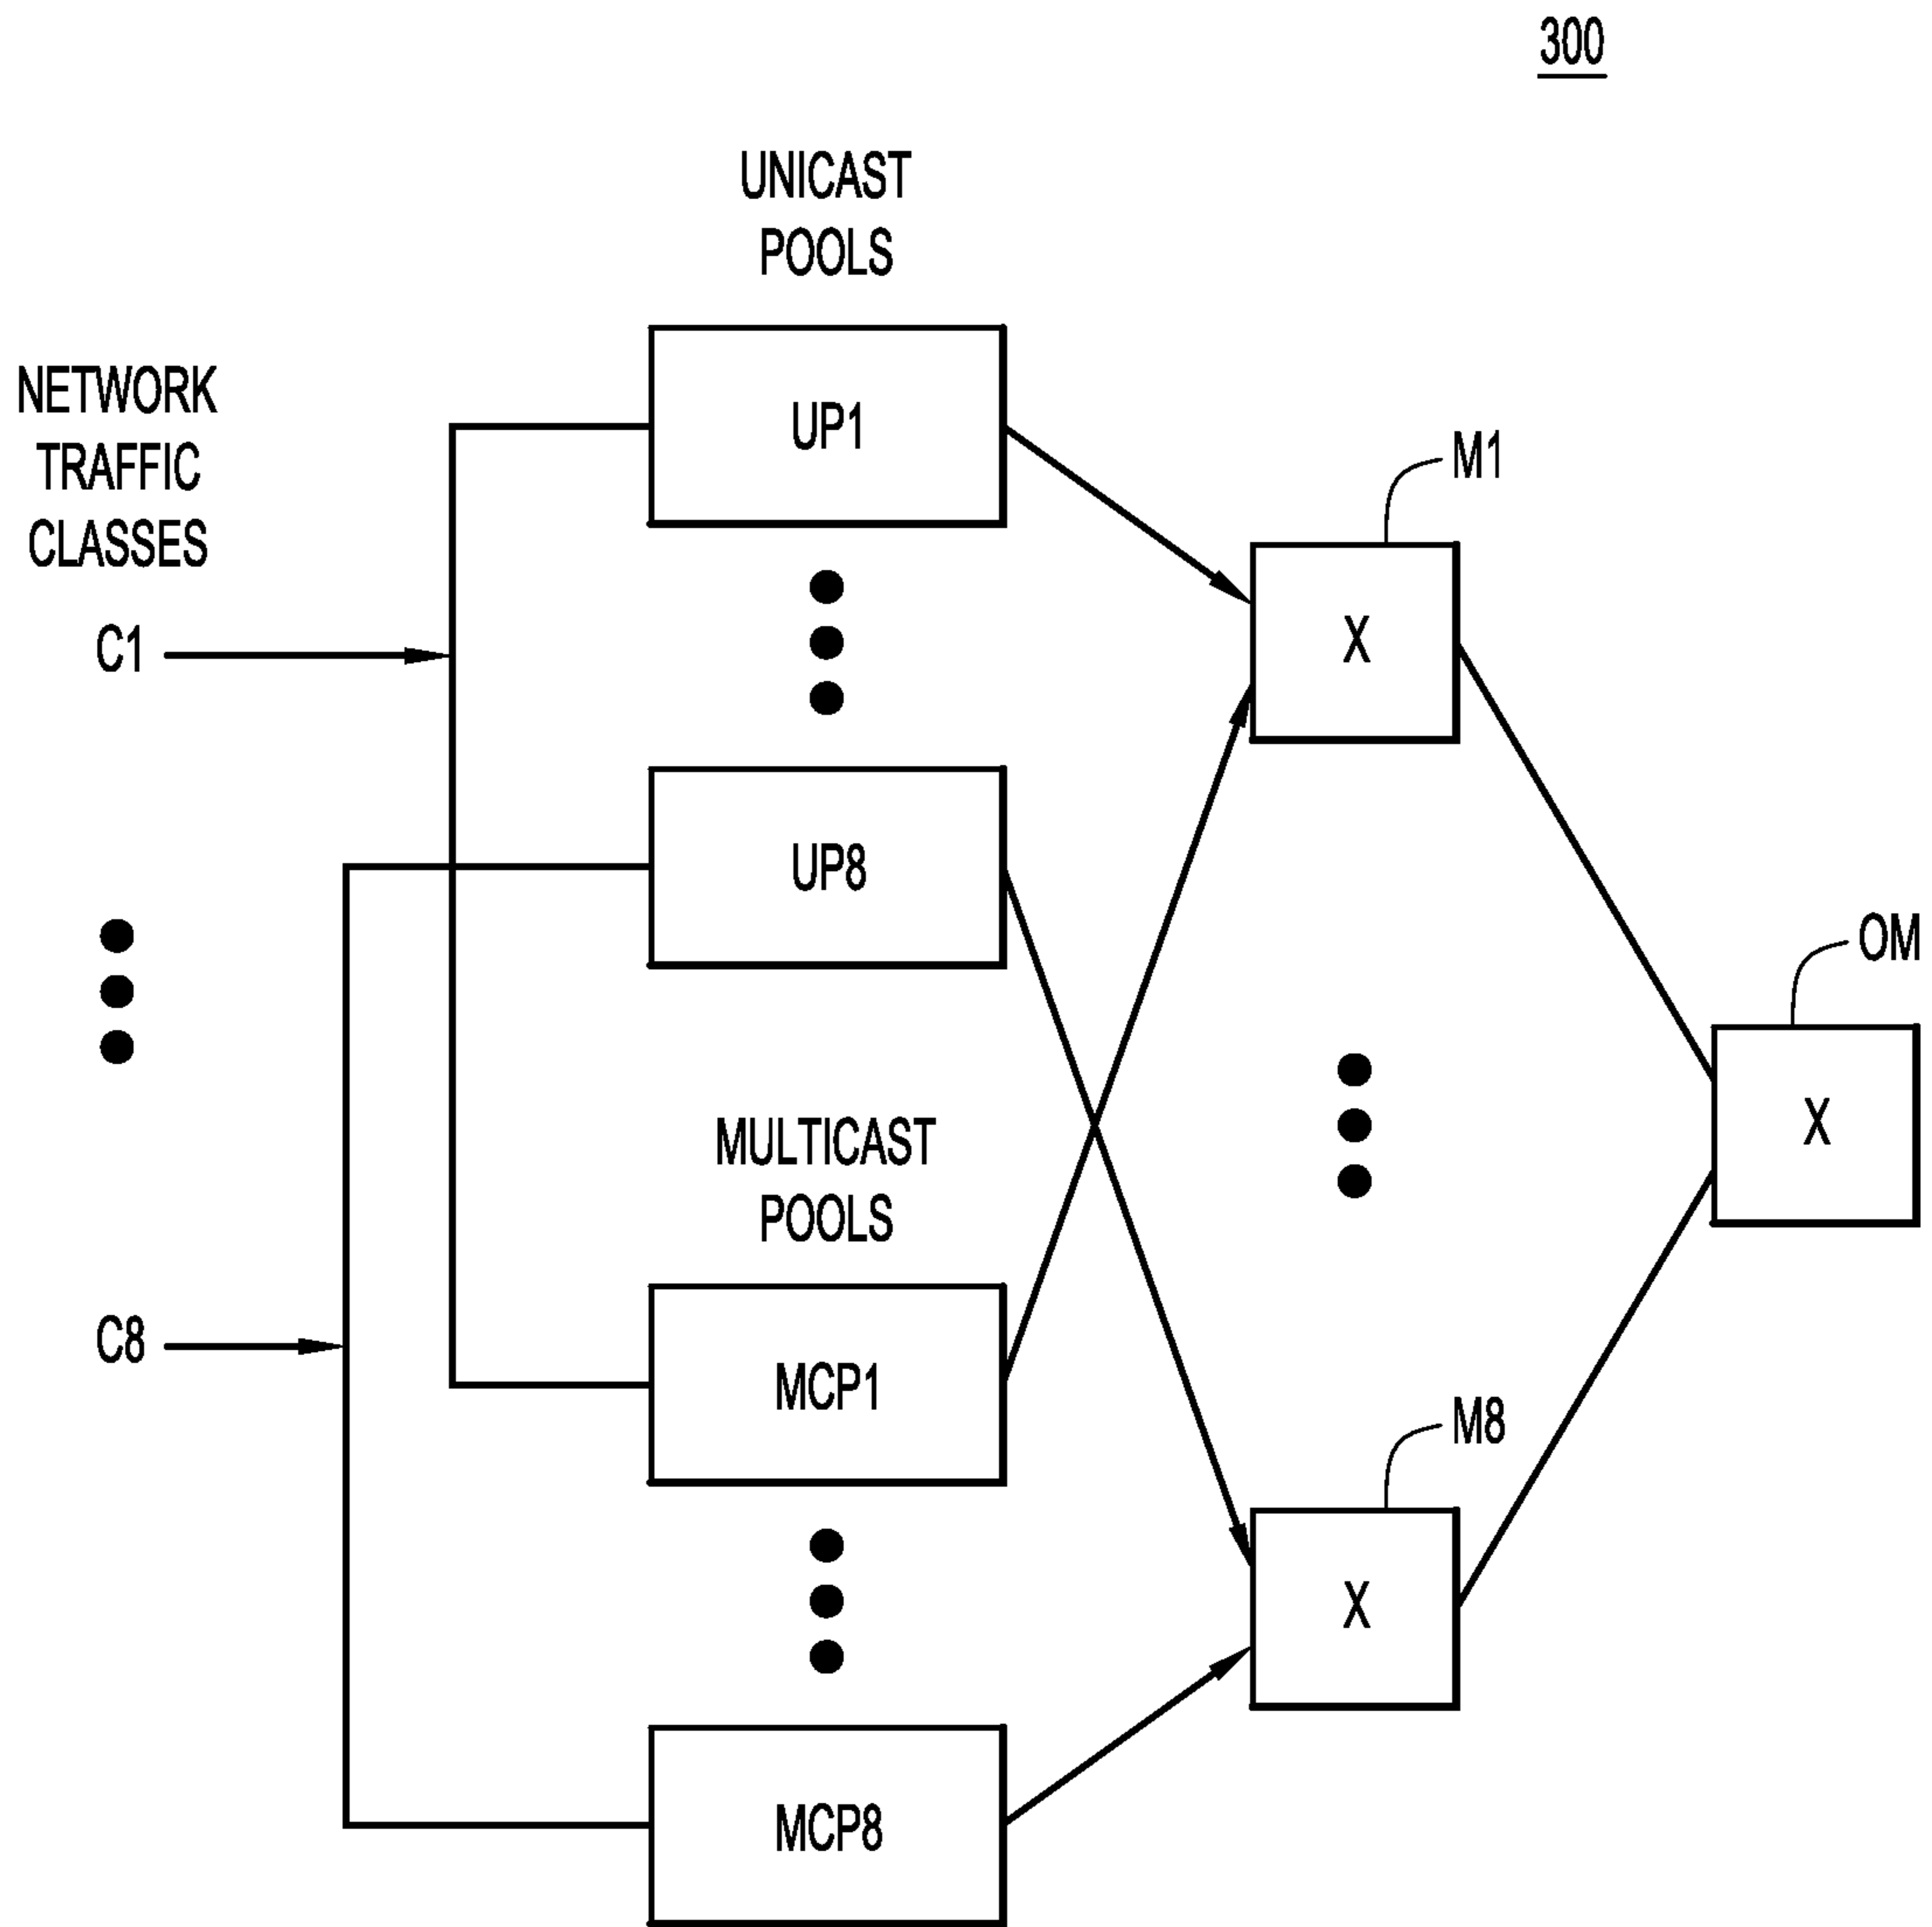 300
UNICAST
POOLS
NETWORK
TRAFFIC
CLASSES
UP1
M1
C1
X
UP8
OM
X
MULTICAST
POOLS
C8
MCP1
M8
X
MCP8